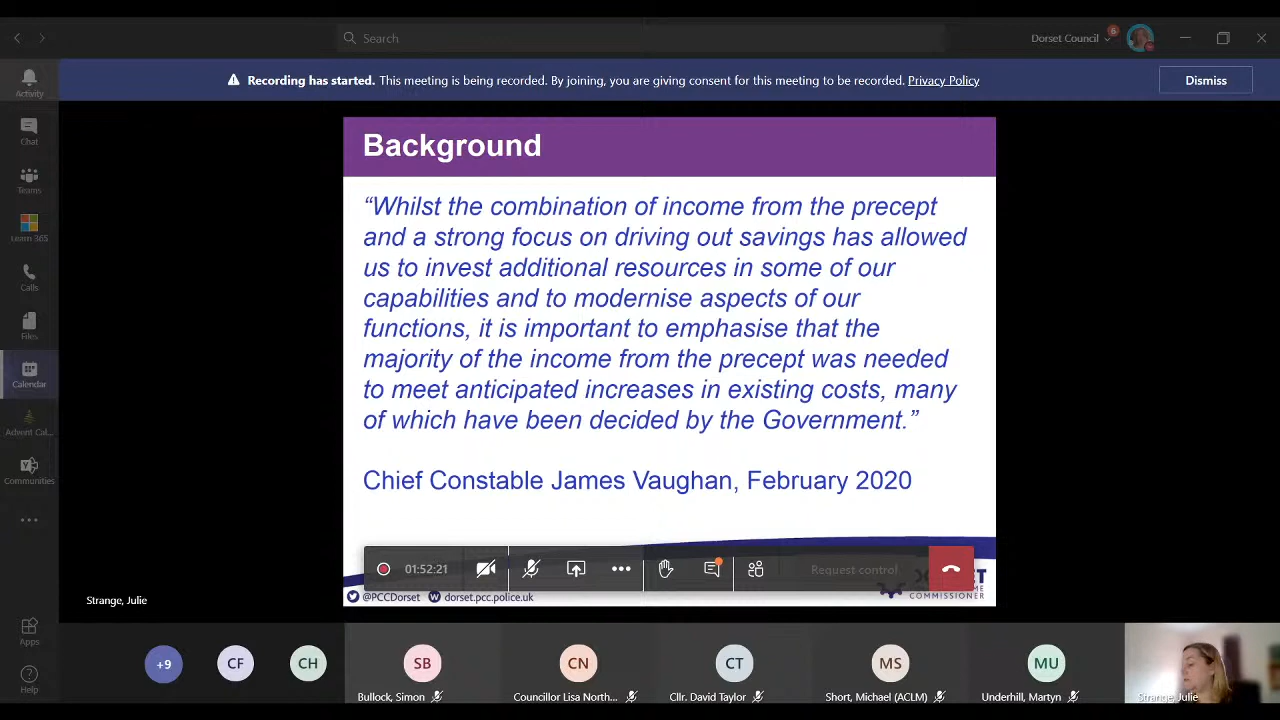 Search
Dorset Council
6
Recording has started. This meeting is being recorded. By joining, you are giving consent for this meeting to be recorded. Privacy Policy
Dismiss
Activity
Chat
Teams
Learn 365
Calls
Files
Calendar
Advent Cal...
Communities
Apps
Help
Background
“Whilst the combination of income from the precept
and a strong focus on driving out savings has allowed
us to invest additional resources in some of our
capabilities and to modernise aspects of our
functions, it is important to emphasise that the
majority of the income from the precept was needed
to meet anticipated increases in existing costs, many
of which have been decided by the Government.”
Chief Constable James Vaughan, February 2020
01:52:21
Request control
@PCCDorset
dorset.pcc.police.uk
COMMISSIONER
Strange, Julie
+9
CF
CH
SB
CN
CT
MS
MU
Bullock, Simon
Councillor Lisa North...
Cllr. David Taylor
Short, Michael (ACLM)
Underhill, Martyn
Strange, Julie